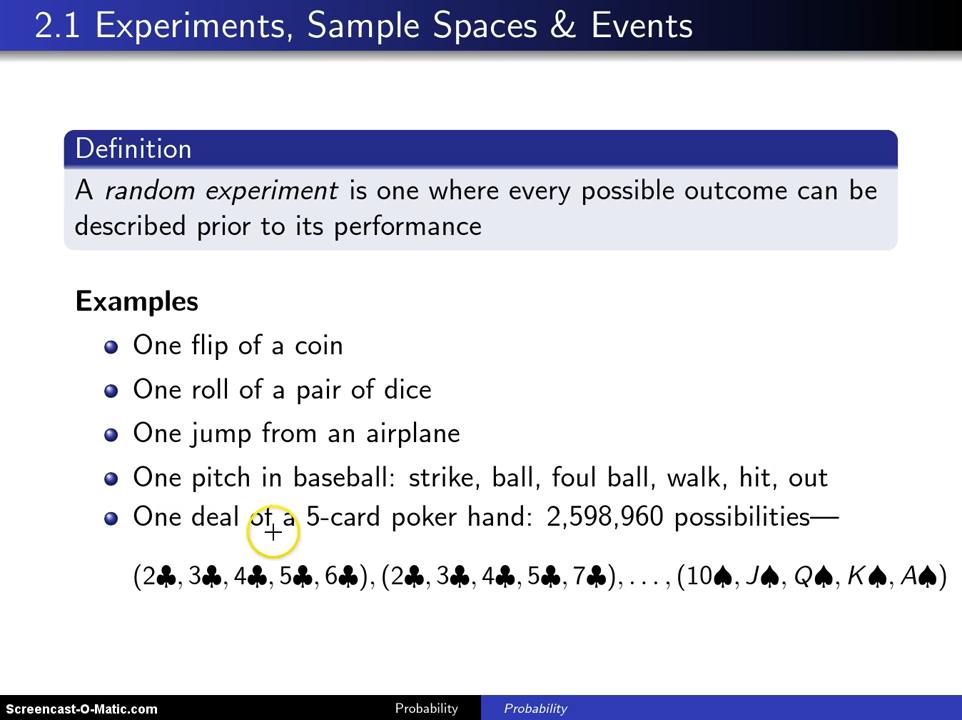 2.1 Experiments, Sample Spaces & Events
Definition
A random experiment is one where every possible outcome can be
described prior to its performance
Examples
One flip of a coin
One roll of a pair of dice
One jump from an airplane
One pitch in baseball: strike, ball, foul ball, walk, hit, out
One deal of a 5-card poker hand: 2,598,960 possibilities—
(2♣, 3♣, 4♣, 5♣, 6♣), (2♣, 3♣, 4♣, 5♣, 7♣), . . . , (10♠, J♠, Q♠, K♠, A♠)
Screencast-O-Matic.com Probability Probability